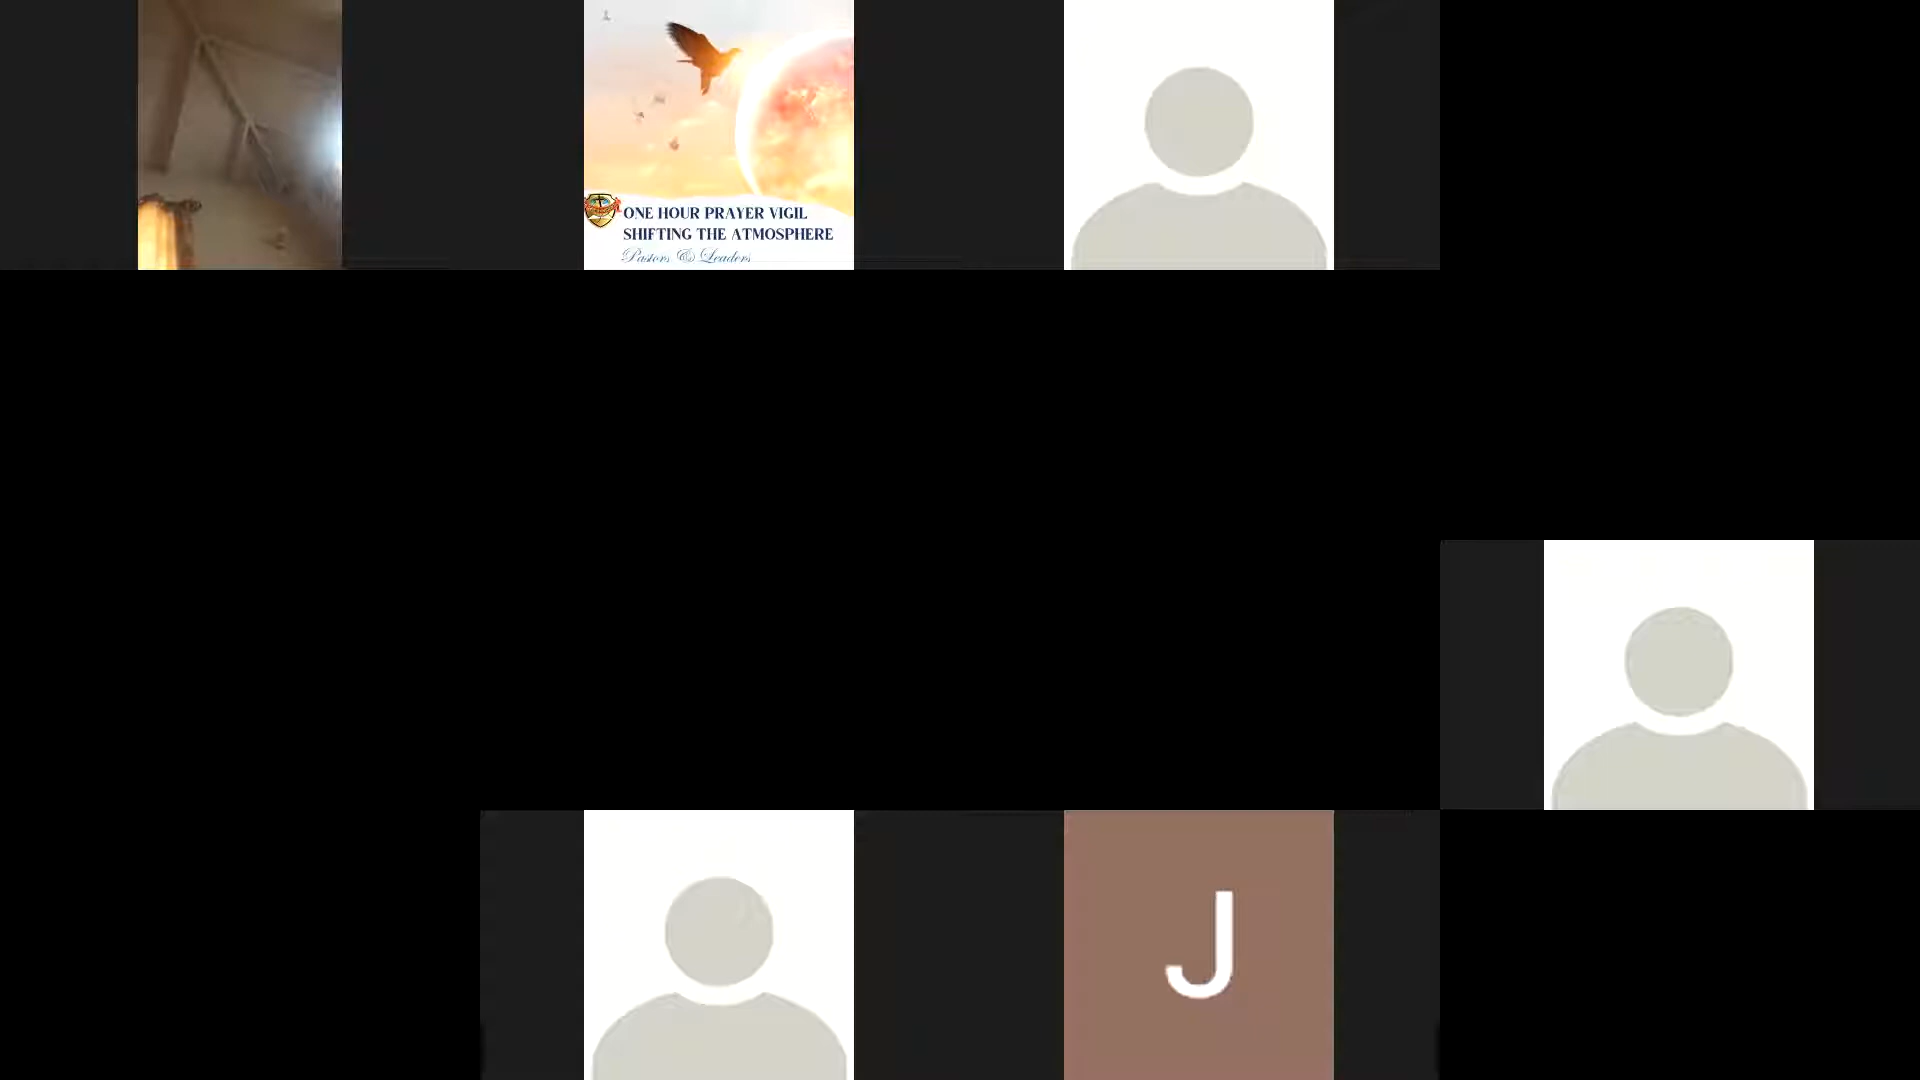 ONE HOUR PRAYER VIGIL
SHIFTING THE ATMOSPHERE
Pastors & Leaders
J